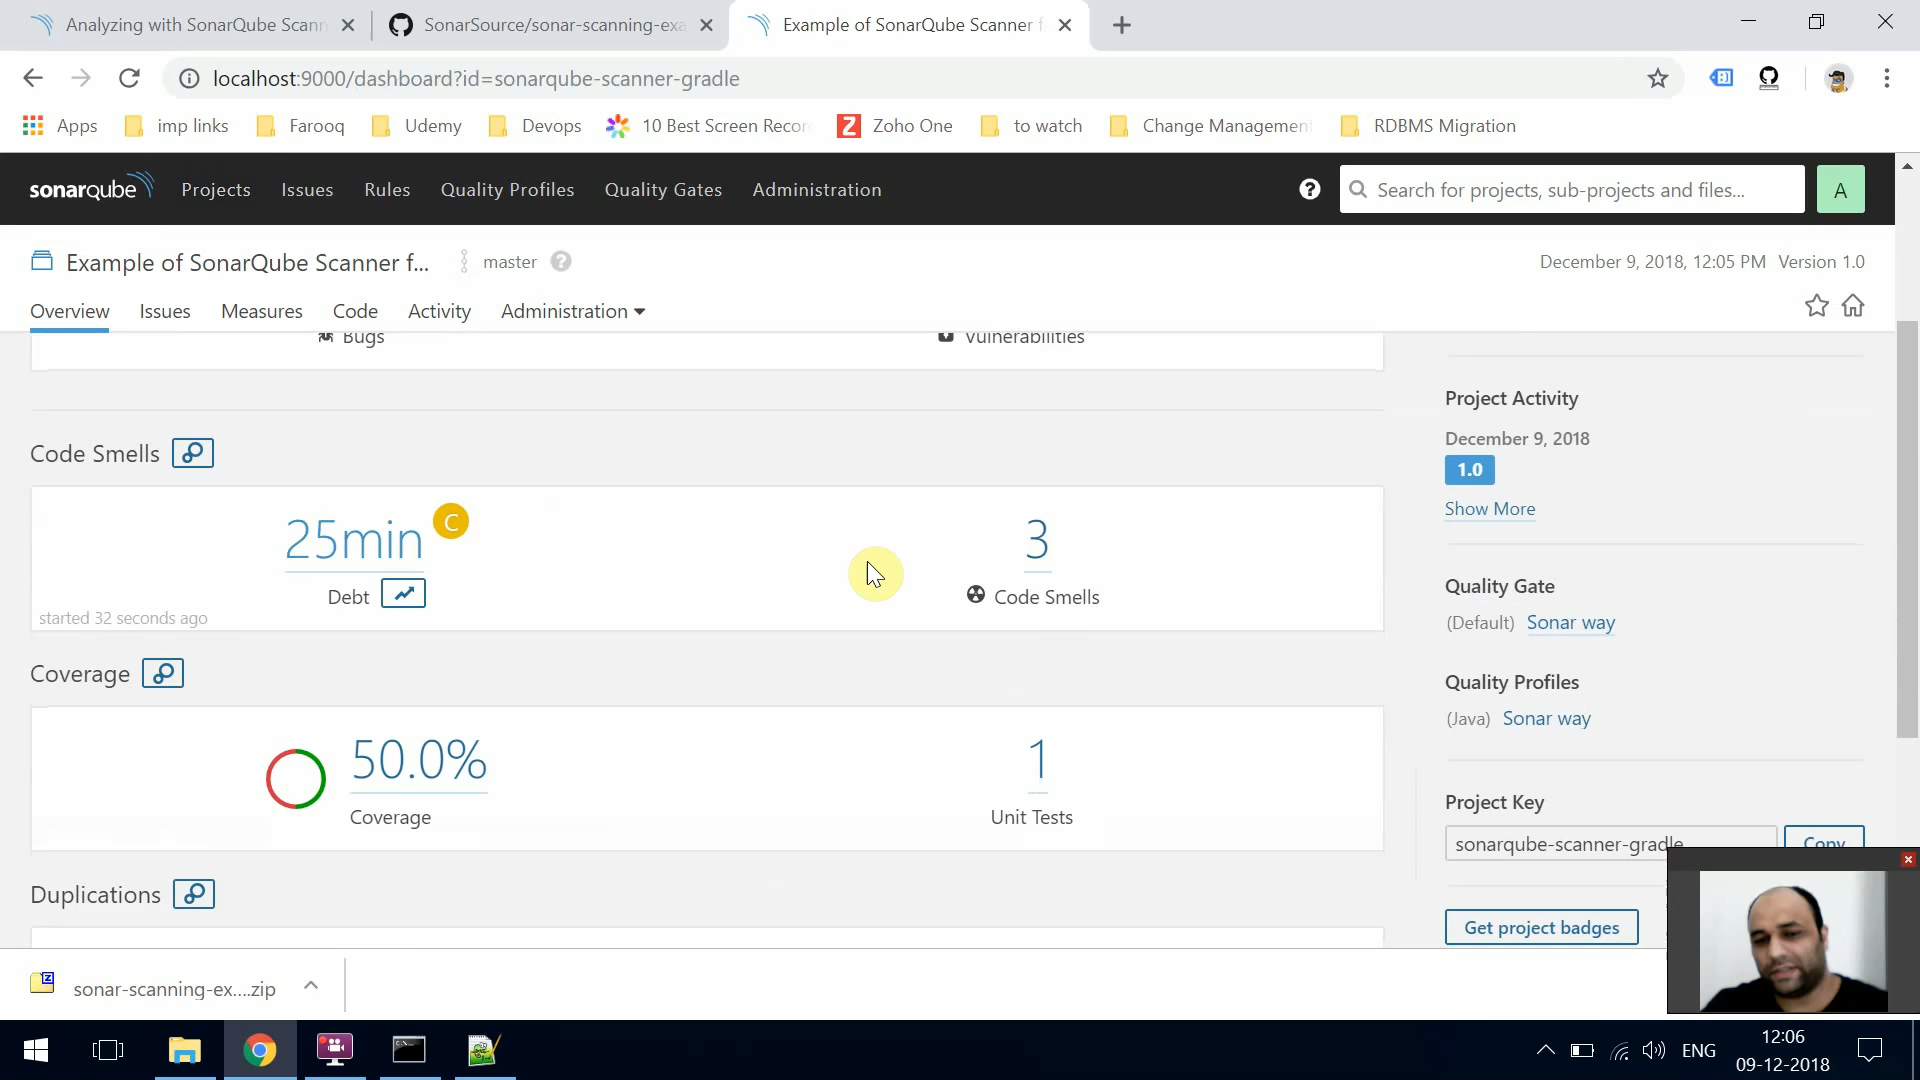 Analyzing with SonarQube Scann
SonarSource/sonar-scanning-exa
Example of SonarQube Scanner f
localhost:9000/dashboard?id=sonarqube-scanner-gradle
Apps
imp links
Farooq
Udemy
Devops
10 Best Screen Recor
Zoho One
to watch
Change Management
RDBMS Migration
sonarqube
Projects
Issues
Rules
Quality Profiles
Quality Gates
Administration
?
Search for projects, sub-projects and files...
A
Example of SonarQube Scanner f...
master
?
December 9, 2018, 12:05 PM Version 1.0
Overview
Issues
Measures
Code
Activity
Administration
Bugs
Vulnerabilities
Code Smells
25min
C
Debt
started 32 seconds ago
3
Code Smells
Coverage
50.0%
Coverage
1
Unit Tests
Duplications
Project Activity
December 9, 2018
1.0
Show More
Quality Gate
(Default) Sonar way
Quality Profiles
(Java) Sonar way
Project Key
sonarqube-scanner-gradle
Copy
Get project badges
sonar-scanning-ex....zip
ENG
12:06
09-12-2018